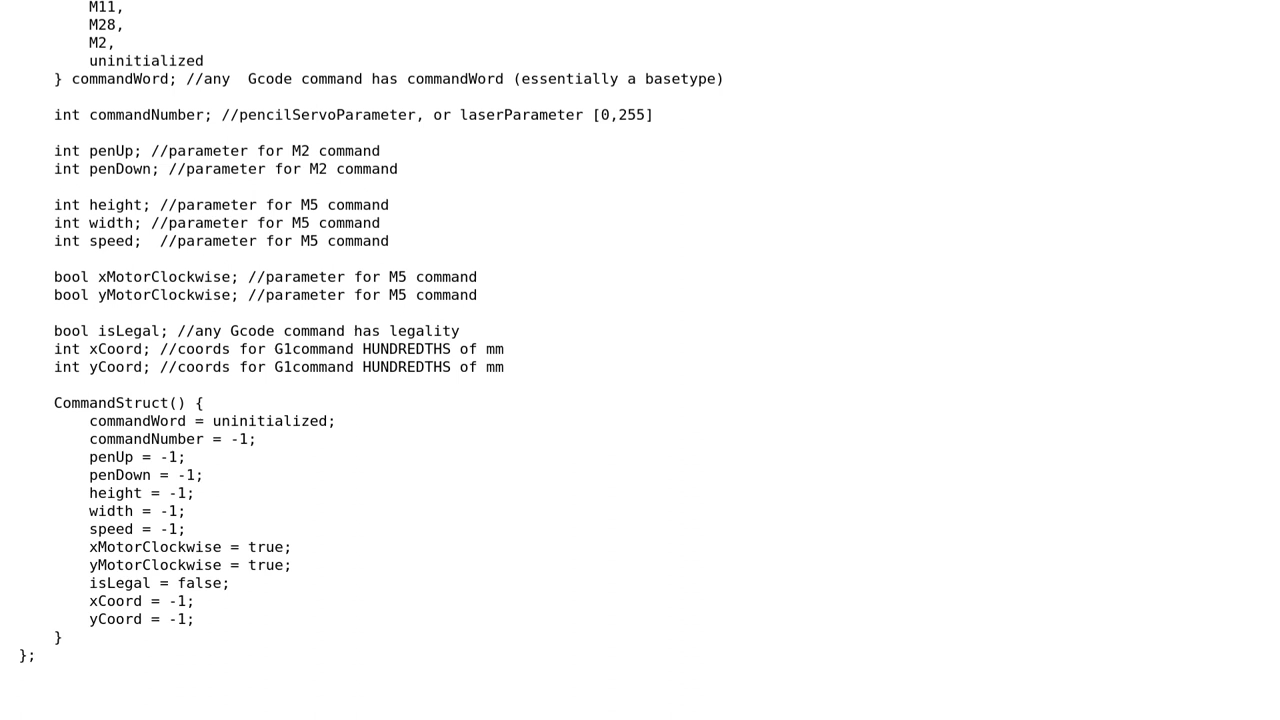 M11,
M28,
M2,
uninitialized
} commandWord; //any  Gcode command has commandWord (essentially a basetype)
int commandNumber; //pencilServoParameter, or laserParameter [0,255]
int penUp; //parameter for M2 command
int penDown; //parameter for M2 command
int height; //parameter for M5 command
int width; //parameter for M5 command
int speed;  //parameter for M5 command
bool xMotorClockwise; //parameter for M5 command
bool yMotorClockwise; //parameter for M5 command
bool isLegal; //any Gcode command has legality
int xCoord; //coords for G1command HUNDREDTHS of mm
int yCoord; //coords for G1command HUNDREDTHS of mm
CommandStruct() {
commandWord = uninitialized;
commandNumber = -1;
penUp = -1;
penDown = -1;
height = -1;
width = -1;
speed = -1;
xMotorClockwise = true;
yMotorClockwise = true;
isLegal = false;
xCoord = -1;
yCoord = -1;
}
};